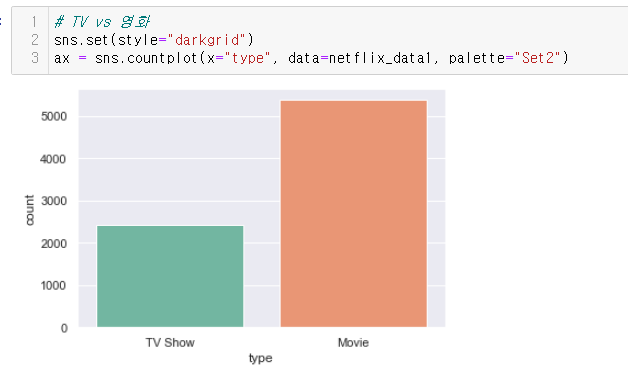 1 # TV vs 영화
2 sns.set(style="darkgrid")
3 ax = sns.countplot(x="type", data=netflix_data1, palette="Set2")
5000
4000
3000
2000
1000
0
count
TV Show Movie
type